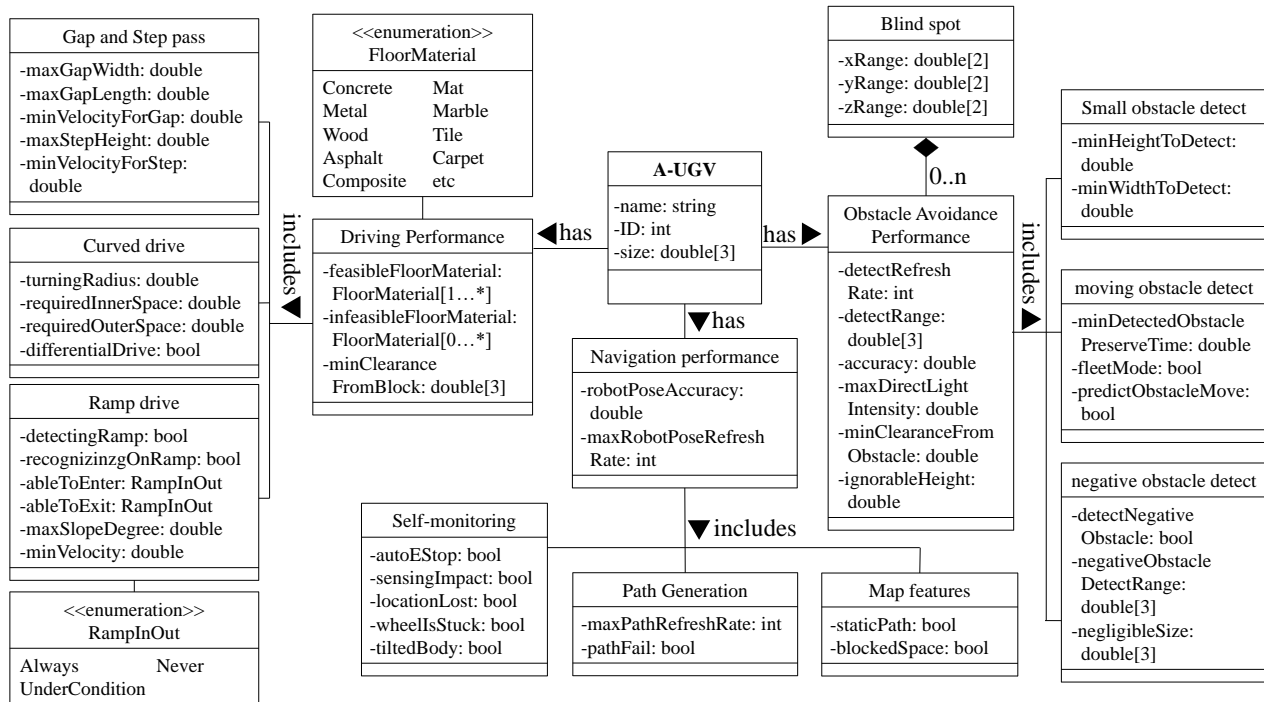 Gap and Step pass
-maxGapWidth: double
-maxGapLength: double
-minVelocityForGap: double
-maxStepHeight: double
-minVelocityForStep:
double
Curved drive
-turningRadius: double
-requiredInnerSpace: double
-requiredOuterSpace: double
-differentialDrive: bool
Ramp drive
-detectingRamp: bool
-recognizinzgOnRamp: bool
-ableToEnter: RampInOut
-ableToExit: RampInOut
-maxSlopeDegree: double
-minVelocity: double
<<enumeration>>
RampInOut
Always Never
UnderCondition
includes
<<enumeration>>
FloorMaterial
Concrete Mat
Metal Marble
Wood Tile
Asphalt Carpet
Composite etc
Driving Performance
-feasibleFloorMaterial:
FloorMaterial[1…*]
-infeasibleFloorMaterial:
FloorMaterial[0…*]
-minClearance
FromBlock: double[3]
has
A-UGV
-name: string
-ID: int
-size: double[3]
has
has
Navigation performance
-robotPoseAccuracy:
double
-maxRobotPoseRefresh
Rate: int
includes
Self-monitoring
-autoEStop: bool
-sensingImpact: bool
-locationLost: bool
-wheelIsStuck: bool
-tiltedBody: bool
Path Generation
-maxPathRefreshRate: int
-pathFail: bool
Map features
-staticPath: bool
-blockedSpace: bool
Blind spot
-xRange: double[2]
-yRange: double[2]
-zRange: double[2]
0..n
Obstacle Avoidance
Performance
-detectRefresh
Rate: int
-detectRange:
double[3]
-accuracy: double
-maxDirectLight
Intensity: double
-minClearanceFrom
Obstacle: double
-ignorableHeight:
double
includes
Small obstacle detect
-minHeightToDetect:
double
-minWidthToDetect:
double
moving obstacle detect
-minDetectedObstacle
PreserveTime: double
-fleetMode: bool
-predictObstacleMove:
bool
negative obstacle detect
-detectNegative
Obstacle: bool
-negativeObstacle
DetectRange:
double[3]
-negligibleSize:
double[3]